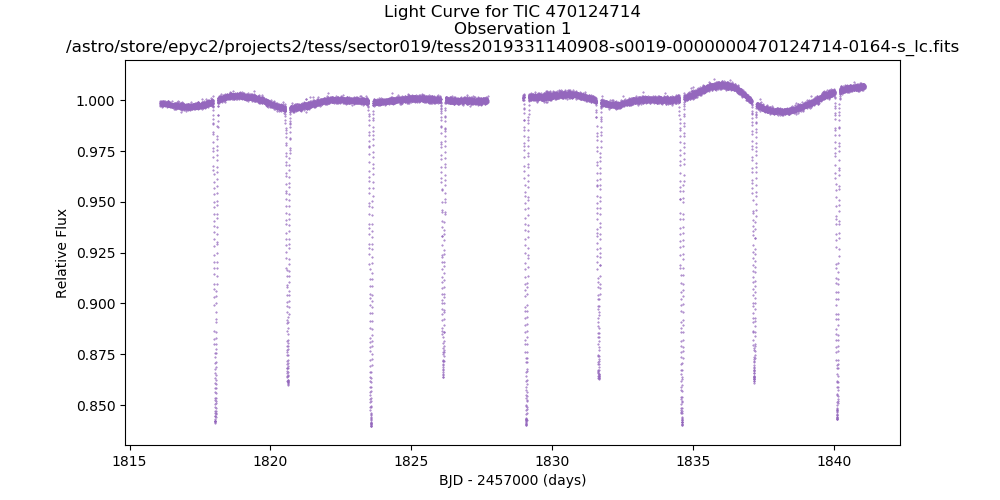 Light Curve for TIC 470124714
Observation 1
/astro/store/epyc2/projects2/tess/sector019/tess2019331140908-s0019-0000000470124714-0164-s_lc.fits
1.000
0.975
0.950
0.925
0.900
0.875
0.850
Relative Flux
1815 1820 1825 1830 1835 1840
BJD - 2457000 (days)